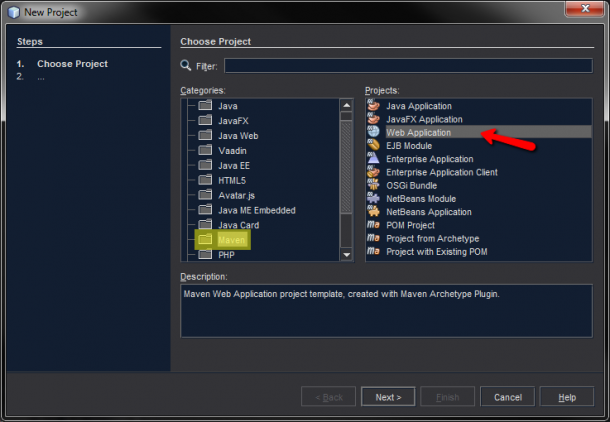 New Project
Steps
1. Choose Project
2. ...
Choose Project
Filter:
Categories:
Java
JavaFX
Java Web
Vaadin
Java EE
HTML5
Avatar.js
Java ME Embedded
Java Card
Maven
PHP
Projects:
Java Application
JavaFX Application
Web Application
EJB Module
Enterprise Application
Enterprise Application Client
OSGi Bundle
NetBeans Module
NetBeans Application
POM Project
Project from Archetype
Project with Existing POM
Description:
Maven Web Application project template, created with Maven Archetype Plugin.
< Back
Next >
Finish
Cancel
Help